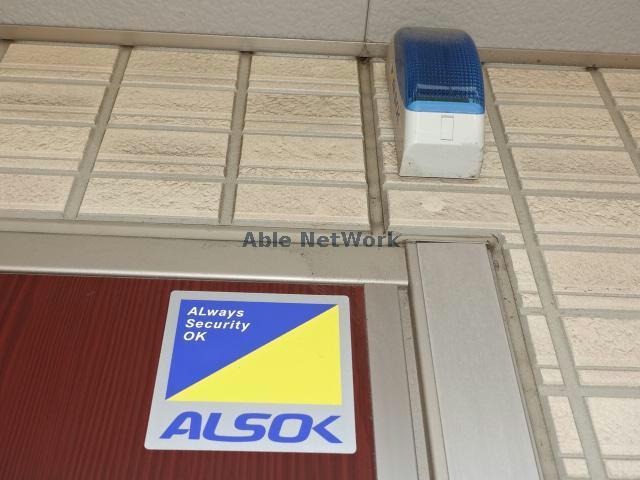 Able NetWork
ALways
Security
OK
ALSOK